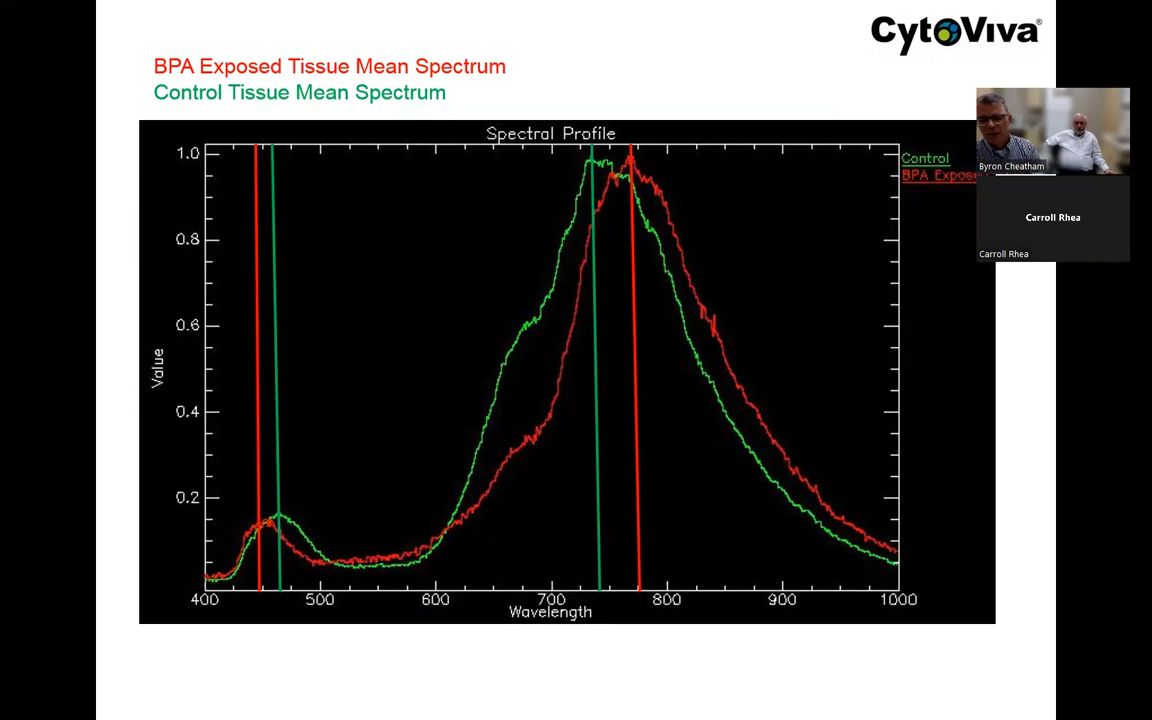 CytoViva®
BPA Exposed Tissue Mean Spectrum
Control Tissue Mean Spectrum
Spectral Profile
Control
BPA Expos
Byron Cheatham
Carroll Rhea
Carroll Rhea
1.0
0.8
0.6
0.4
0.2
Value
400 500 600 700 800 900 1000
Wavelength